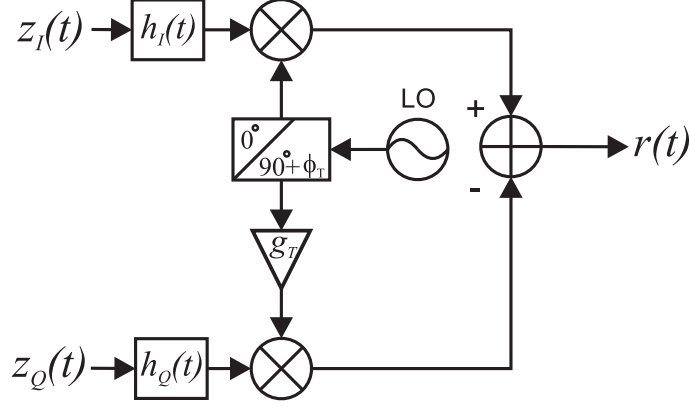 z_I(t)
h_I(t)
LO
+
0°
90°+ϕ_T
r(t)
-
g_T
z_Q(t)
h_Q(t)